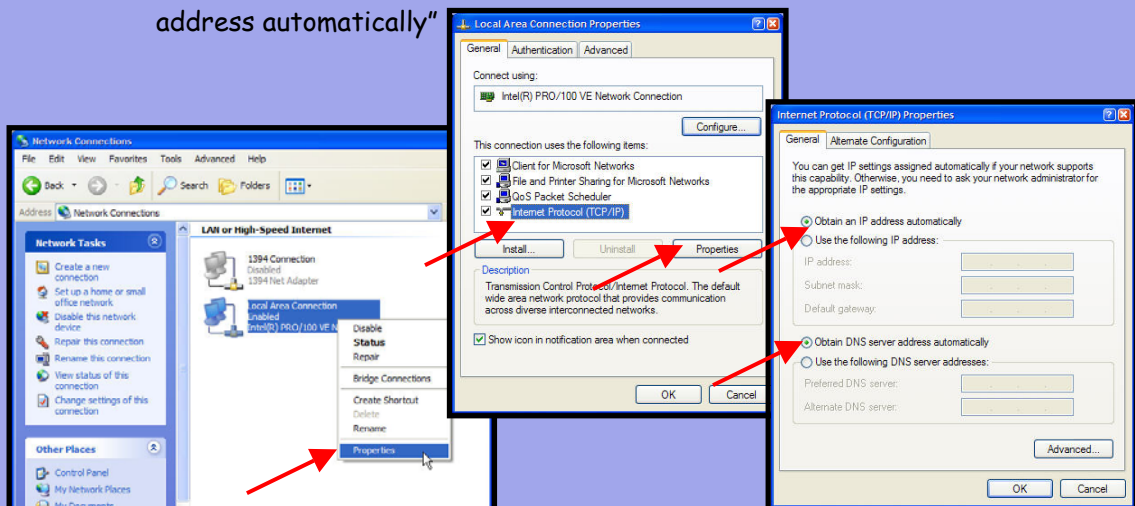 address automatically”
Network Connections
File Edit View Favorites Tools Advanced Help
Back Search Folders
Address Network Connections
Network Tasks
Create a new
connection
Set up a home or small
office network
Disable this network
device
Repair this connection
Rename this connection
View status of this
connection
Change settings of this
connection
Other Places
Control Panel
My Network Places
My Documents
LAN or High-Speed Internet
1394 Connection
Disabled
1394 Net Adapter
Local Area Connection
Enabled
Intel(R) PRO/100 VE N
Disable
Status
Repair
Bridge Connections
Create Shortcut
Delete
Rename
Properties
Local Area Connection Properties
General Authentication Advanced
Connect using:
Intel(R) PRO/100 VE Network Connection
Configure...
This connection uses the following items:
Client for Microsoft Networks
File and Printer Sharing for Microsoft Networks
QoS Packet Scheduler
Internet Protocol (TCP/IP)
Install... Uninstall Properties
Description
Transmission Control Protocol/Internet Protocol. The default
wide area network protocol that provides communication
across diverse interconnected networks.
Show icon in notification area when connected
OK Cancel
Internet Protocol (TCP/IP) Properties
General Alternate Configuration
You can get IP settings assigned automatically if your network supports
this capability. Otherwise, you need to ask your network administrator for
the appropriate IP settings.
Obtain an IP address automatically
Use the following IP address:
IP address:
Subnet mask:
Default gateway:
Obtain DNS server address automatically
Use the following DNS server addresses:
Preferred DNS server:
Alternate DNS server:
Advanced...
OK Cancel